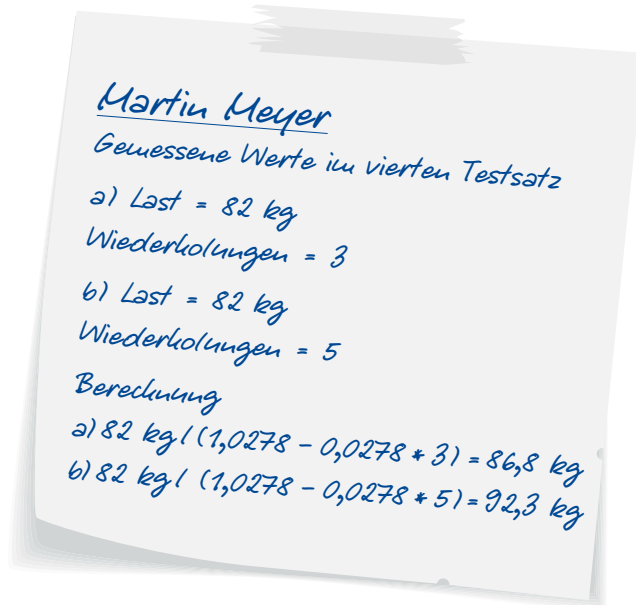 Martin Meyer
Gemessene Werte im vierten Testsatz
a) Last = 82 kg
Wiederholungen = 3
b) Last = 82 kg
Wiederholungen = 5
Berechnung
a) 82 kg / (1,0278 – 0,0278 * 3) = 86,8 kg
b) 82 kg / (1,0278 – 0,0278 * 5) = 92,3 kg